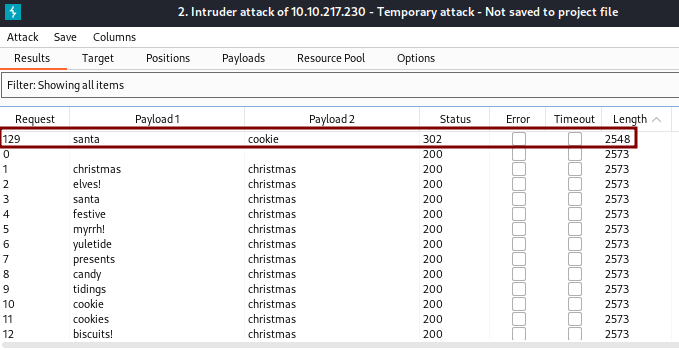 2. Intruder attack of 10.10.217.230 - Temporary attack - Not saved to project file
Attack Save Columns
Results Target Positions Payloads Resource Pool Options
Filter: Showing all items
Request Payload 1 Payload 2 Status Error Timeout Length
129 santa cookie 302 2548
0 200 2573
1 christmas christmas 200 2573
2 elves! christmas 200 2573
3 santa christmas 200 2573
4 festive christmas 200 2573
5 myrrh! christmas 200 2573
6 yuletide christmas 200 2573
7 presents christmas 200 2573
8 candy christmas 200 2573
9 tidings christmas 200 2573
10 cookie christmas 200 2573
11 cookies christmas 200 2573
12 biscuits! christmas 200 2573